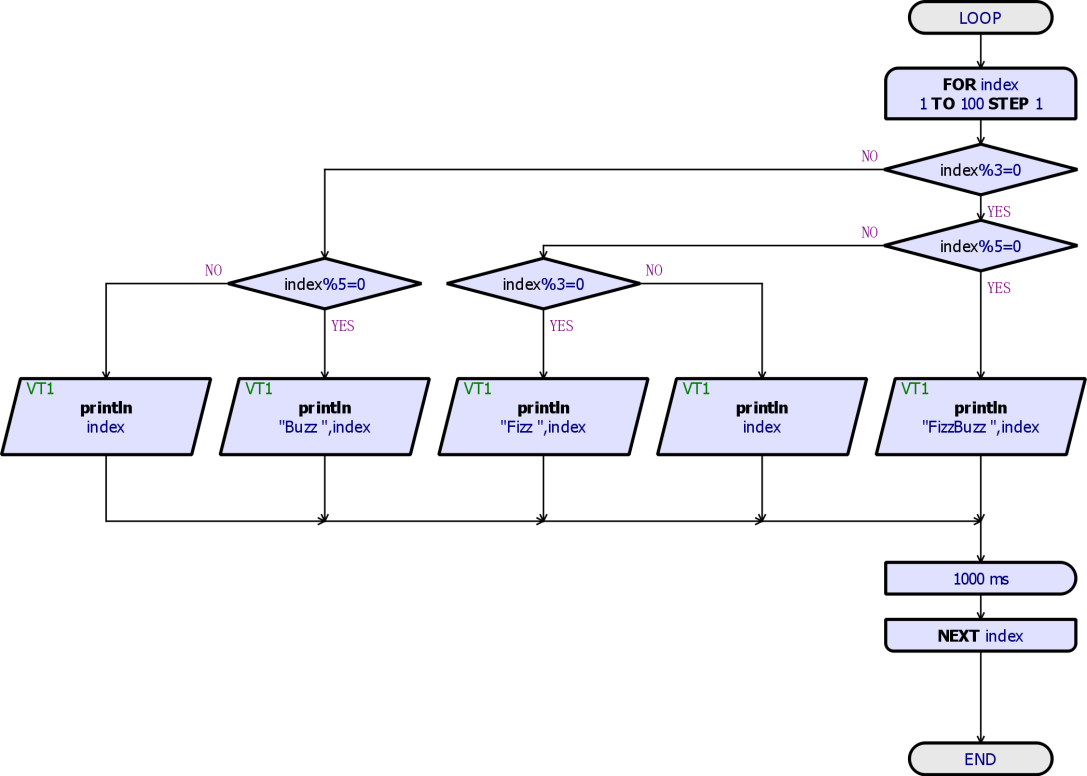 LOOP
FOR index
1 TO 100 STEP 1
NO
index%3=0
YES
NO
index%5=0
NO
index%5=0
index%3=0
NO
YES
YES
YES
VT1
println
index
VT1
println
"Buzz ",index
VT1
println
"Fizz ",index
VT1
println
index
VT1
println
"FizzBuzz ",index
1000 ms
NEXT index
END